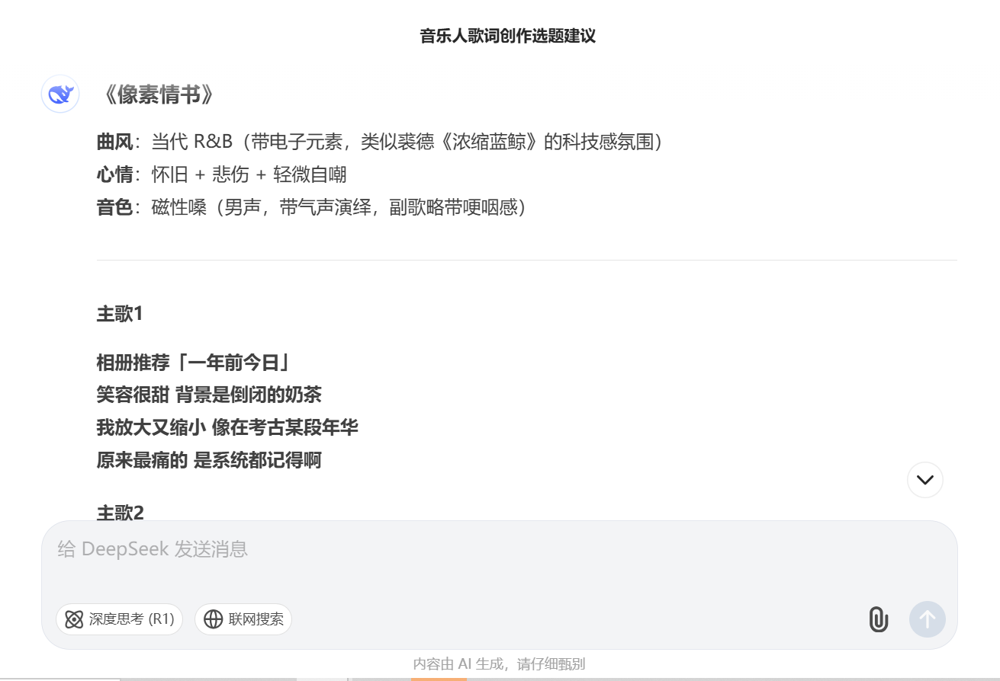 音乐人歌词创作选题建议
《像素情书》
曲风：当代 R&B（带电子元素，类似裘德《浓缩蓝鲸》的科技感氛围）
心情：怀旧 + 悲伤 + 轻微自嘲
音色：磁性嗓（男声，带气声演绎，副歌略带哽咽感）
主歌1
相册推荐「一年前今日」
笑容很甜 背景是倒闭的奶茶
我放大又缩小 像在考古某段年华
原来最痛的 是系统都记得啊
主歌2
给 DeepSeek 发送消息
深度思考 (R1)
联网搜索
内容由 AI 生成，请仔细甄别